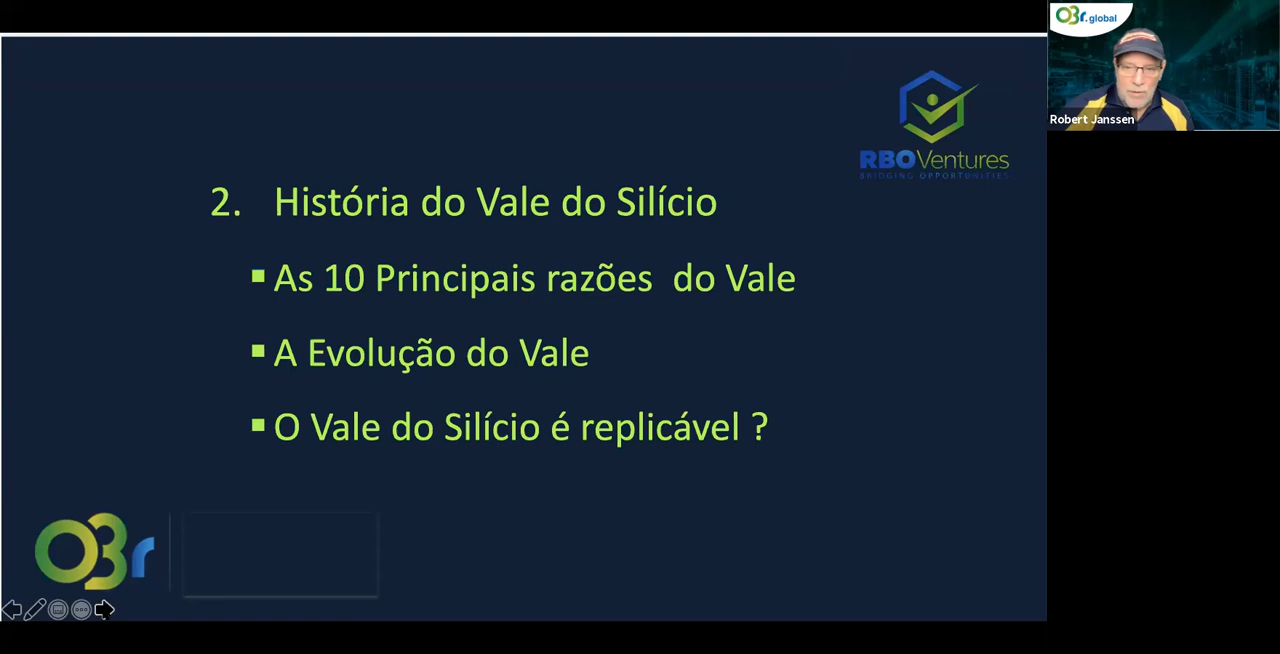 RBOVentures
BRIDGING OPPORTUNITIES
2. História do Vale do Silício
▪ As 10 Principais razões do Vale
▪ A Evolução do Vale
▪ O Vale do Silício é replicável ?
O3r
O3r.global
Robert Janssen